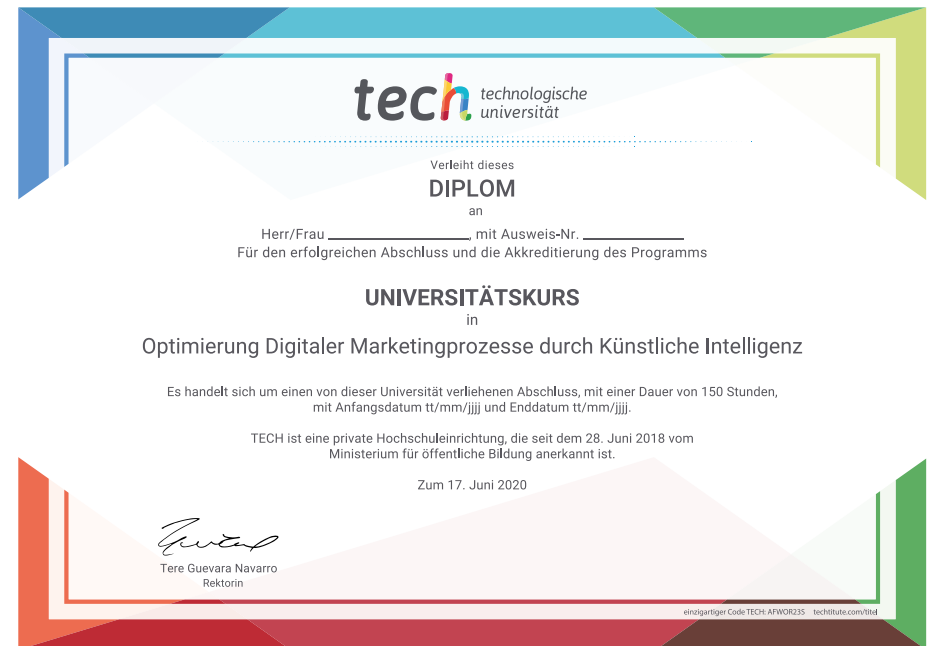 tech technologische
universität
Verleiht dieses
DIPLOM
an
Herr/Frau ______________, mit Ausweis-Nr. __________
Für den erfolgreichen Abschluss und die Akkreditierung des Programms
UNIVERSITÄTSKURS
in
Optimierung Digitaler Marketingprozesse durch Künstliche Intelligenz
Es handelt sich um einen von dieser Universität verliehenen Abschluss, mit einer Dauer von 150 Stunden,
mit Anfangsdatum tt/mm/jjjj und Enddatum tt/mm/jjjj.
TECH ist eine private Hochschuleinrichtung, die seit dem 28. Juni 2018 vom
Ministerium für öffentliche Bildung anerkannt ist.
Zum 17. Juni 2020
Tere Guevara Navarro
Rektorin
einzigartiger Code TECH: AFWOR23S techtitute.com/titel